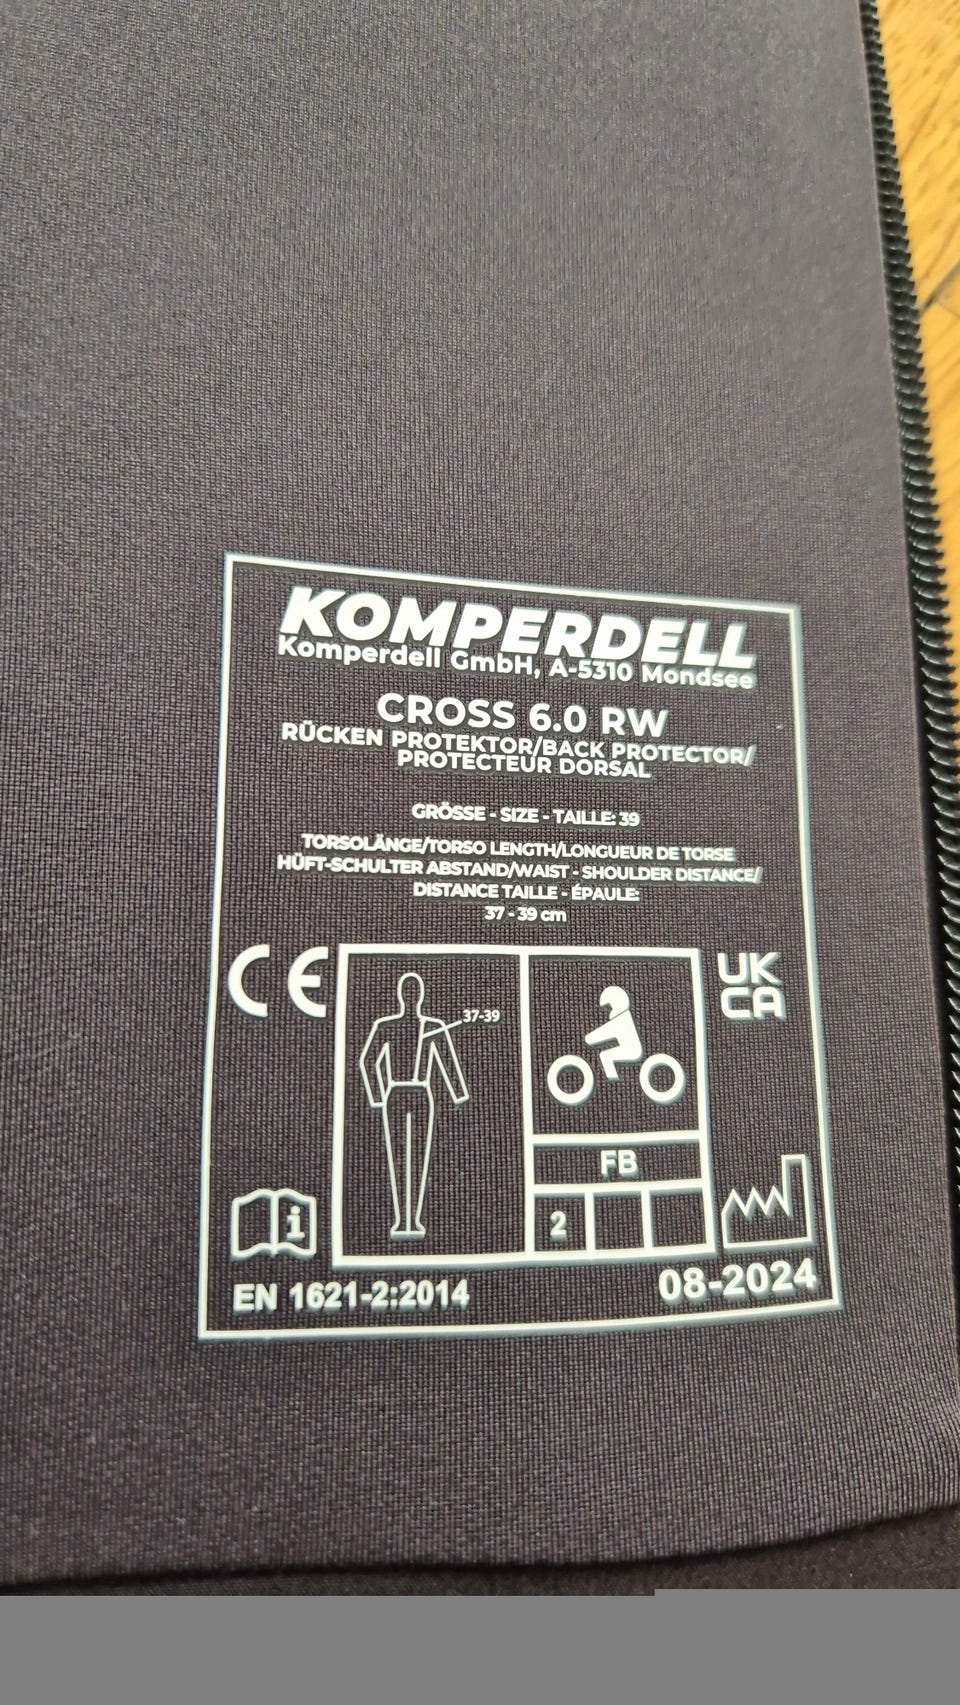 KOMPERDELL
Komperdell GmbH, A-5310 Mondsee
CROSS 6.0 RW
RÜCKEN PROTEKTOR/BACK PROTECTOR/
PROTECTEUR DORSAL
GRÖSSE - SIZE - TAILLE: 39
TORSOLÄNGE/TORSO LENGTH/LONGUEUR DE TORSE
HÜFT-SCHULTER ABSTAND/WAIST - SHOULDER DISTANCE/
DISTANCE TAILLE - ÉPAULE:
37 - 39 cm
CE
37-39
UK
CA
FB
2
i
EN 1621-2:2014
08-2024